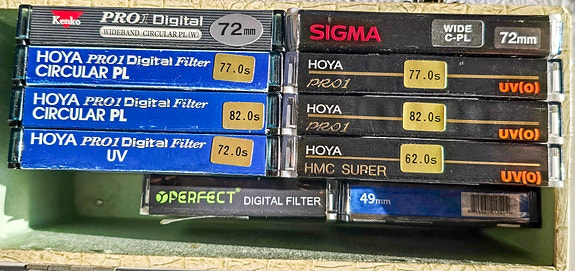 Kenko PRO1 Digital
WIDEBAND CIRCULAR PL(W) 72mm
HOYA PRO1 Digital Filter
CIRCULAR PL 77.0s
HOYA PRO1 Digital Filter
CIRCULAR PL 82.0s
HOYA PRO1 Digital Filter
UV 72.0s
SIGMA WIDE C-PL 72mm
HOYA 77.0s
PRO1 UV(O)
HOYA 82.0s
PRO1 UV(O)
HOYA 62.0s
HMC SUPER UV(O)
PERFECT DIGITAL FILTER
49mm